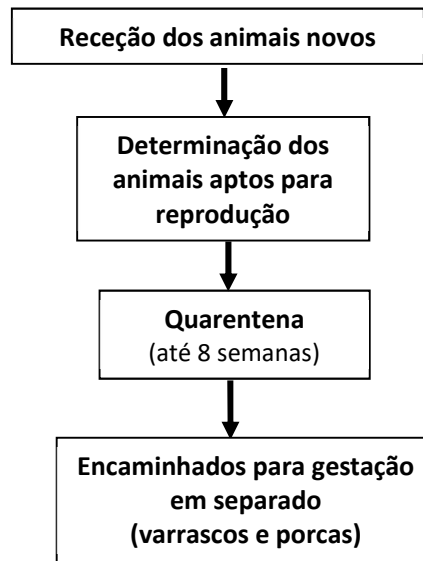 Receção dos animais novos
Determinação dos
animais aptos para
reprodução
Quarentena
(até 8 semanas)
Encaminhados para gestação
em separado
(varrascos e porcas)